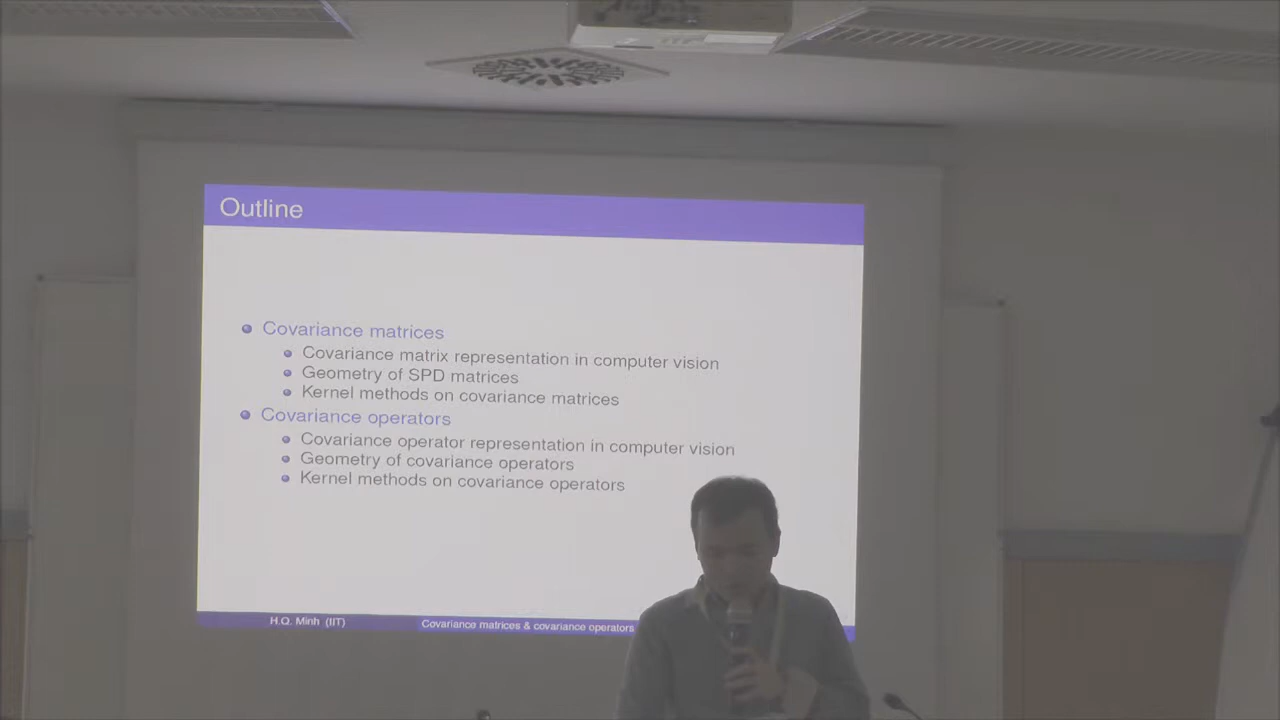 Outline
Covariance matrices
Covariance matrix representation in computer vision
Geometry of SPD matrices
Kernel methods on covariance matrices
Covariance operators
Covariance operator representation in computer vision
Geometry of covariance operators
Kernel methods on covariance operators
H.Q. Minh (IIT)
Covariance matrices & covariance operators